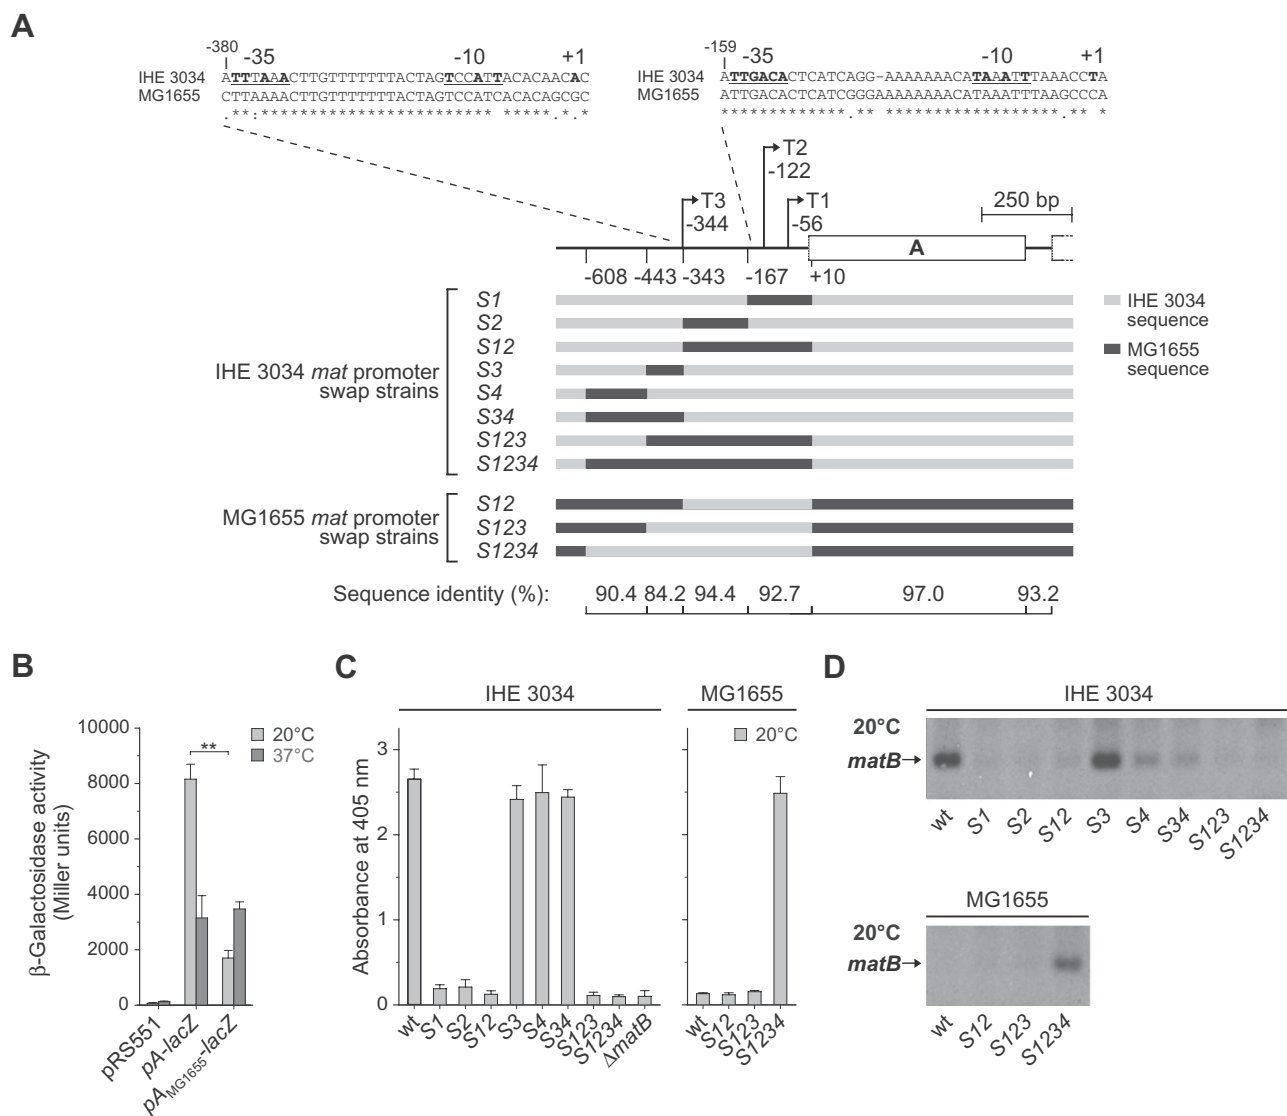 A
-380 -35 -10 +1
IHE 3034 ATTTAAACTTGTTTTTTTACTAGTCCATTACACAACAC
MG1655 CTTAAAACTTGTTTTTTTACTAGTCCATCACACAGCGC
-159 -35 -10 +1
IHE 3034 ATTGACACTCATCAGG-AAAAAAACATAAATTTAAACCTA
MG1655 ATTGACACTCATCGGGAAAAAAAACATAAATTTAAGCCCA
T2
-122
T3
-344
T1
-56
250 bp
A
-608 -443 -343 -167 +10
IHE 3034 mat promoter
swap strains
S1
S2
S12
S3
S4
S34
S123
S1234
IHE 3034
sequence
MG1655
sequence
MG1655 mat promoter
swap strains
S12
S123
S1234
Sequence identity (%): 90.4 84.2 94.4 92.7 97.0 93.2
B
β-Galactosidase activity
(Miller units)
10000
8000
6000
4000
2000
0
**
20°C
37°C
pRS551
pA-lacZ
pAMG1655-lacZ
C
IHE 3034
MG1655
Absorbance at 405 nm
3
2
1
0
20°C
wt S1 S2 S12 S3 S4 S34 S123 S1234 ΔmatB
wt S12 S123 S1234
D
IHE 3034
20°C
matB
wt S1 S2 S12 S3 S4 S34 S123 S1234
MG1655
20°C
matB
wt S12 S123 S1234